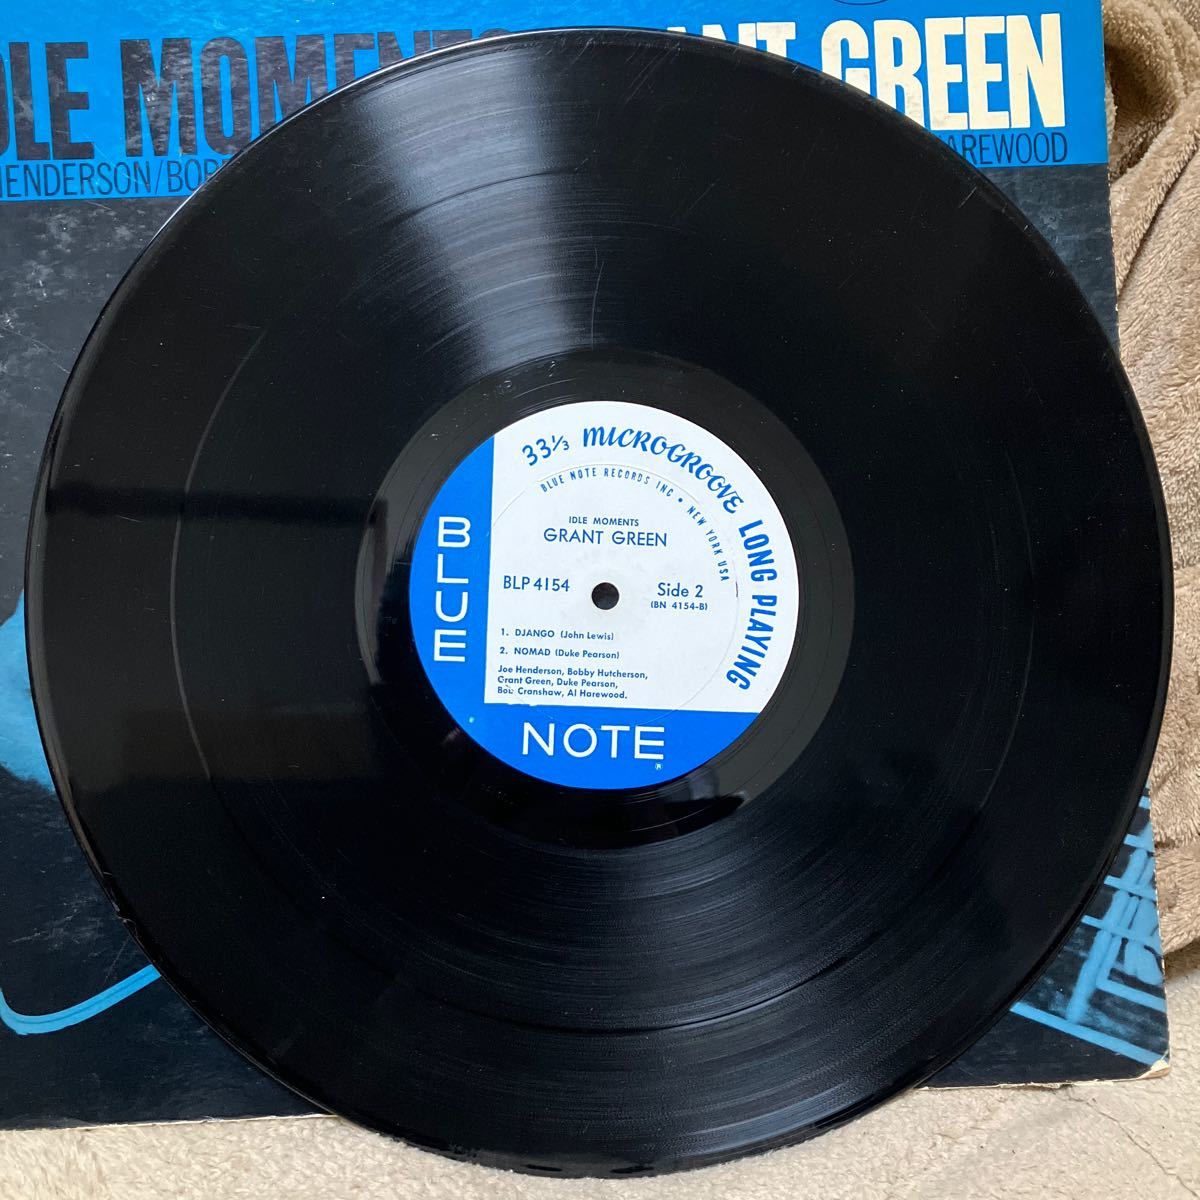 MOMENTS GREEN
HENDERSON/BOB HAREWOOD
33⅓ MICROGROOVE LONG PLAYING
BLUE NOTE RECORDS INC • NEW YORK USA
IDLE MOMENTS
GRANT GREEN
BLP 4154 Side 2
(BN 4154-B)
1. DJANGO (John Lewis)
2. NOMAD (Duke Pearson)
Joe Henderson, Bobby Hutcherson,
Grant Green, Duke Pearson,
Bob Cranshaw, Al Harewood.
BLUE
NOTE
®